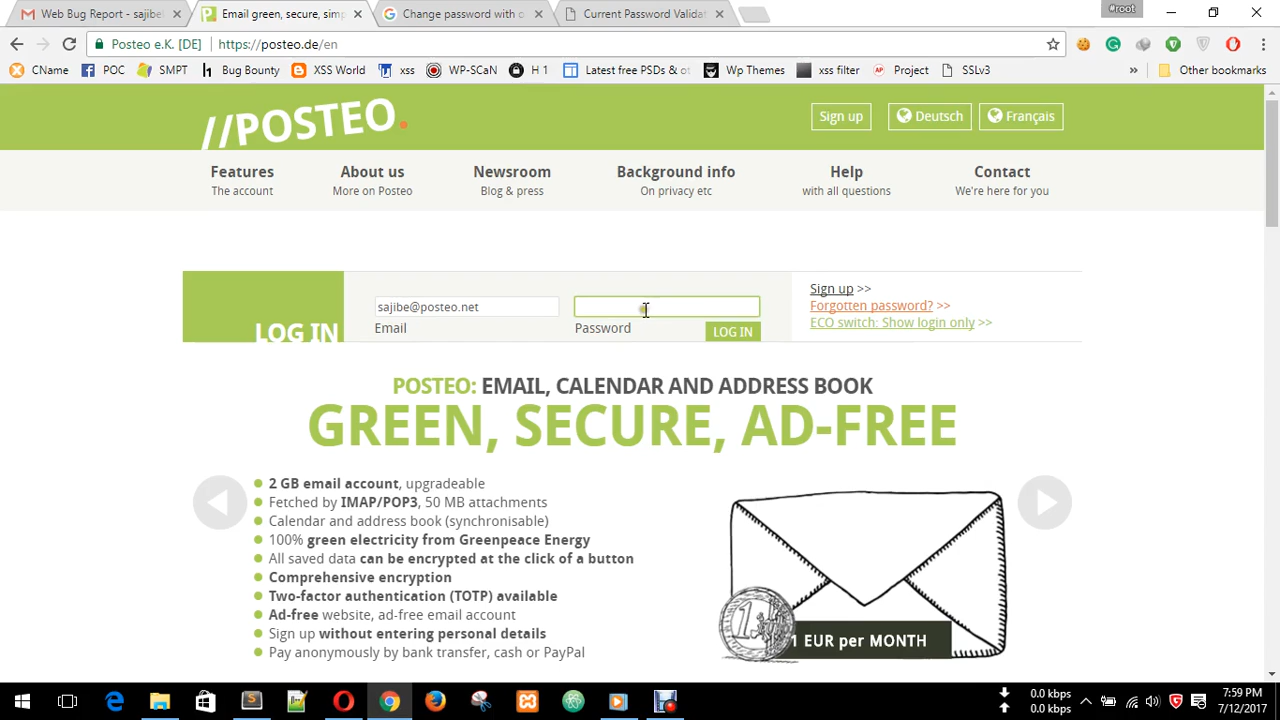 #root
Web Bug Report - sajibe
Email green, secure, sim
Change password with o
Current Password Valida
Posteo e.K. [DE]
https://posteo.de/en
CName
POC
SMPT
Bug Bounty
XSS World
xss
WP-SCaN
H 1
Latest free PSDs & ot
Wp Themes
xss filter
Project
SSLv3
»
Other bookmarks
//POSTEO.
Sign up
Deutsch
Français
Features
The account
About us
More on Posteo
Newsroom
Blog & press
Background info
On privacy etc
Help
with all questions
Contact
We're here for you
LOG IN
sajibe@posteo.net
Email
Password
LOG IN
Sign up >>
Forgotten password? >>
ECO switch: Show login only >>
POSTEO: EMAIL, CALENDAR AND ADDRESS BOOK
GREEN, SECURE, AD-FREE
2 GB email account, upgradeable
Fetched by IMAP/POP3, 50 MB attachments
Calendar and address book (synchronisable)
100% green electricity from Greenpeace Energy
All saved data can be encrypted at the click of a button
Comprehensive encryption
Two-factor authentication (TOTP) available
Ad-free website, ad-free email account
Sign up without entering personal details
Pay anonymously by bank transfer, cash or PayPal
1
1 EUR per MONTH
0.0 kbps
0.0 kbps
7:59 PM
7/12/2017